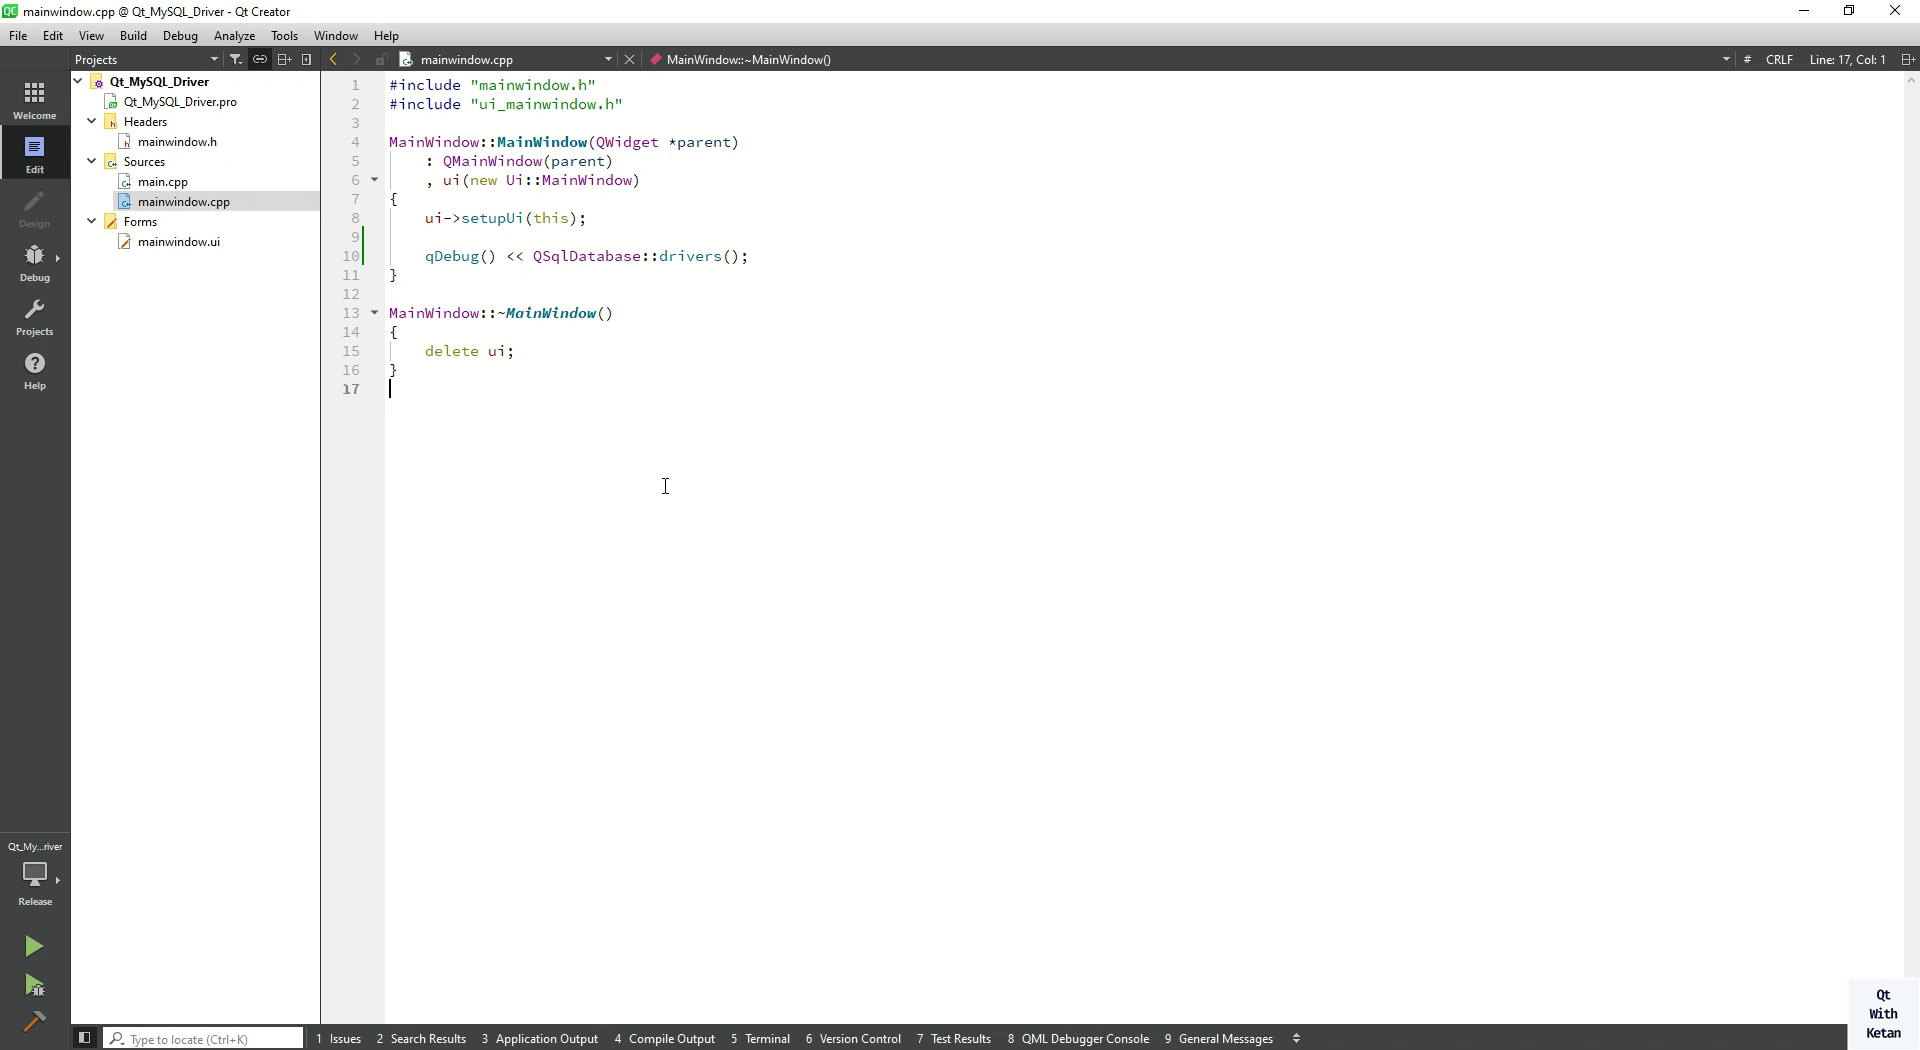 mainwindow.cpp @ Qt_MySQL_Driver - Qt Creator
File Edit View Build Debug Analyze Tools Window Help
Projects mainwindow.cpp MainWindow::~MainWindow() # CRLF Line: 17, Col: 1
Welcome
Edit
Design
Debug
Projects
Help
Qt_MySQL_Driver
Qt_MySQL_Driver.pro
Headers
mainwindow.h
Sources
main.cpp
mainwindow.cpp
Forms
mainwindow.ui
1 #include "mainwindow.h"
2 #include "ui_mainwindow.h"
3
4 MainWindow::MainWindow(QWidget *parent)
5 : QMainWindow(parent)
6 , ui(new Ui::MainWindow)
7 {
8 ui->setupUi(this);
9
10 qDebug() << QSqlDatabase::drivers();
11 }
12
13 MainWindow::~MainWindow()
14 {
15 delete ui;
16 }
17
Qt_My...river
Release
Type to locate (Ctrl+K) 1 Issues 2 Search Results 3 Application Output 4 Compile Output 5 Terminal 6 Version Control 7 Test Results 8 QML Debugger Console 9 General Messages
Qt
With
Ketan